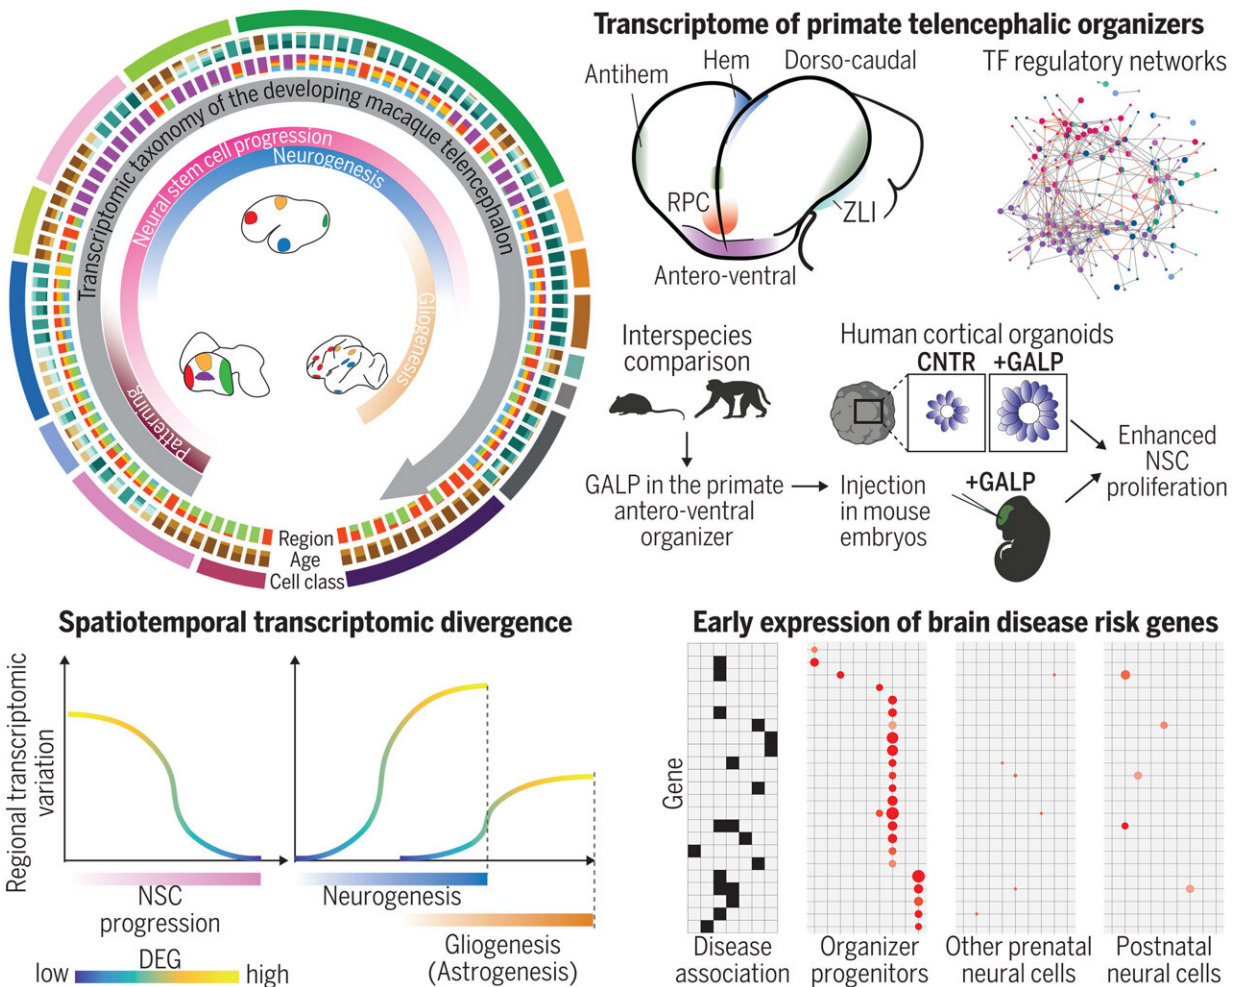 Transcriptomic taxonomy of the developing macaque telencephalon
Neural stem cell progression
Neurogenesis
Gliogenesis
Patterning
Region
Age
Cell class
Transcriptome of primate telencephalic organizers
Antihem
Hem
Dorso-caudal
TF regulatory networks
RPC
ZLI
Antero-ventral
Interspecies
comparison
Human cortical organoids
CNTR
+GALP
GALP in the primate
antero-ventral
organizer
Injection
in mouse
embryos
+GALP
Enhanced
NSC
proliferation
Spatiotemporal transcriptomic divergence
Regional transcriptomic
variation
NSC
progression
Neurogenesis
Gliogenesis
(Astrogenesis)
DEG
low
high
Early expression of brain disease risk genes
Gene
Disease
association
Organizer
progenitors
Other prenatal
neural cells
Postnatal
neural cells